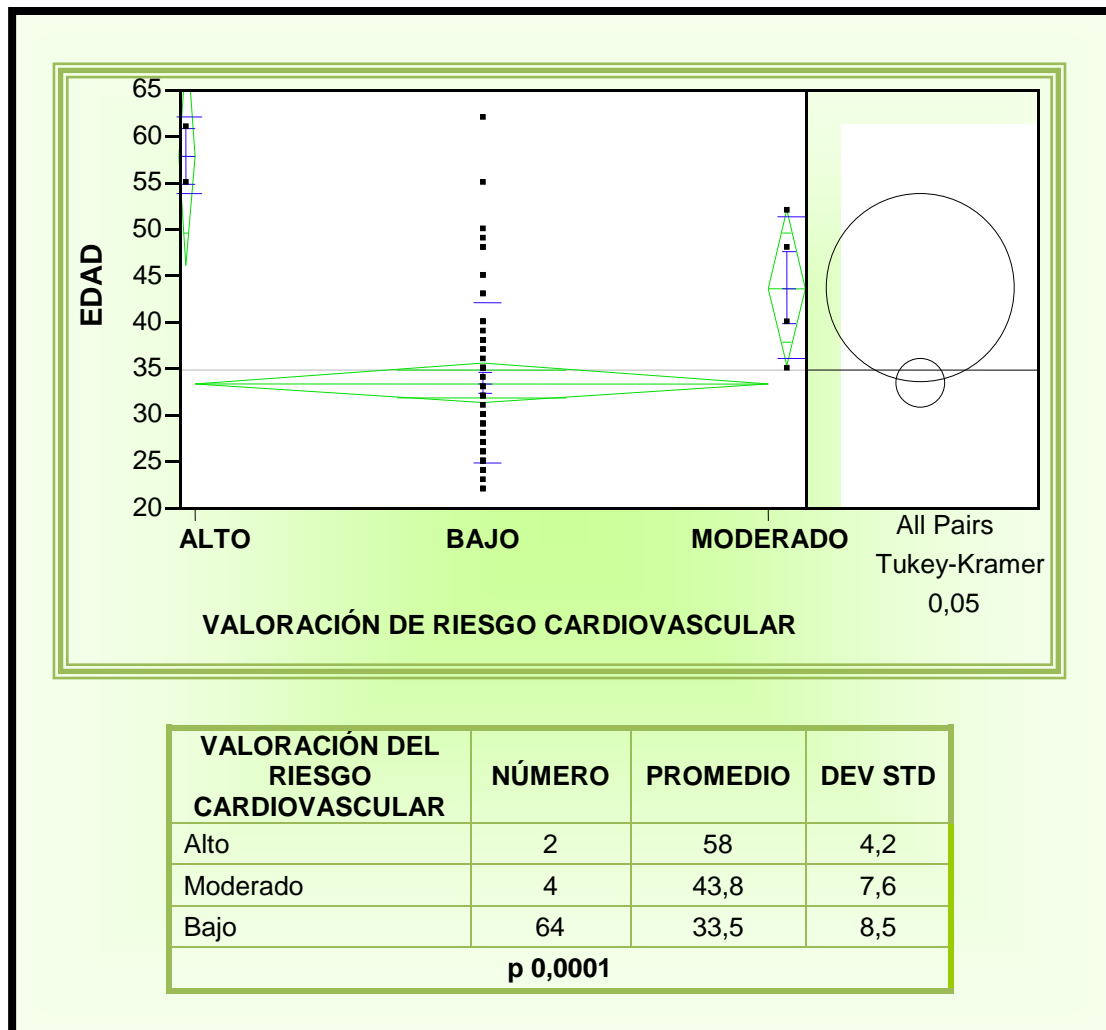 65
60
55
50
45
40
35
30
25
20
EDAD
ALTO
BAJO
MODERADO
All Pairs
Tukey-Kramer
0,05
VALORACIÓN DE RIESGO CARDIOVASCULAR
VALORACIÓN DEL
RIESGO
CARDIOVASCULAR
NÚMERO
PROMEDIO
DEV STD
Alto 2 58 4,2
Moderado 4 43,8 7,6
Bajo 64 33,5 8,5
p 0,0001